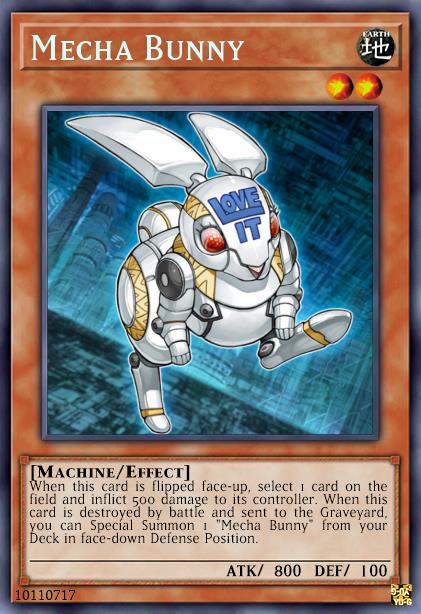 MECHA BUNNY
EARTH
地
LOVE
IT
[MACHINE/EFFECT]
When this card is flipped face-up, select 1 card on the
field and inflict 500 damage to its controller. When this
card is destroyed by battle and sent to the Graveyard,
you can Special Summon 1 "Mecha Bunny" from your
Deck in face-down Defense Position.
ATK/ 800 DEF/ 100
10110717